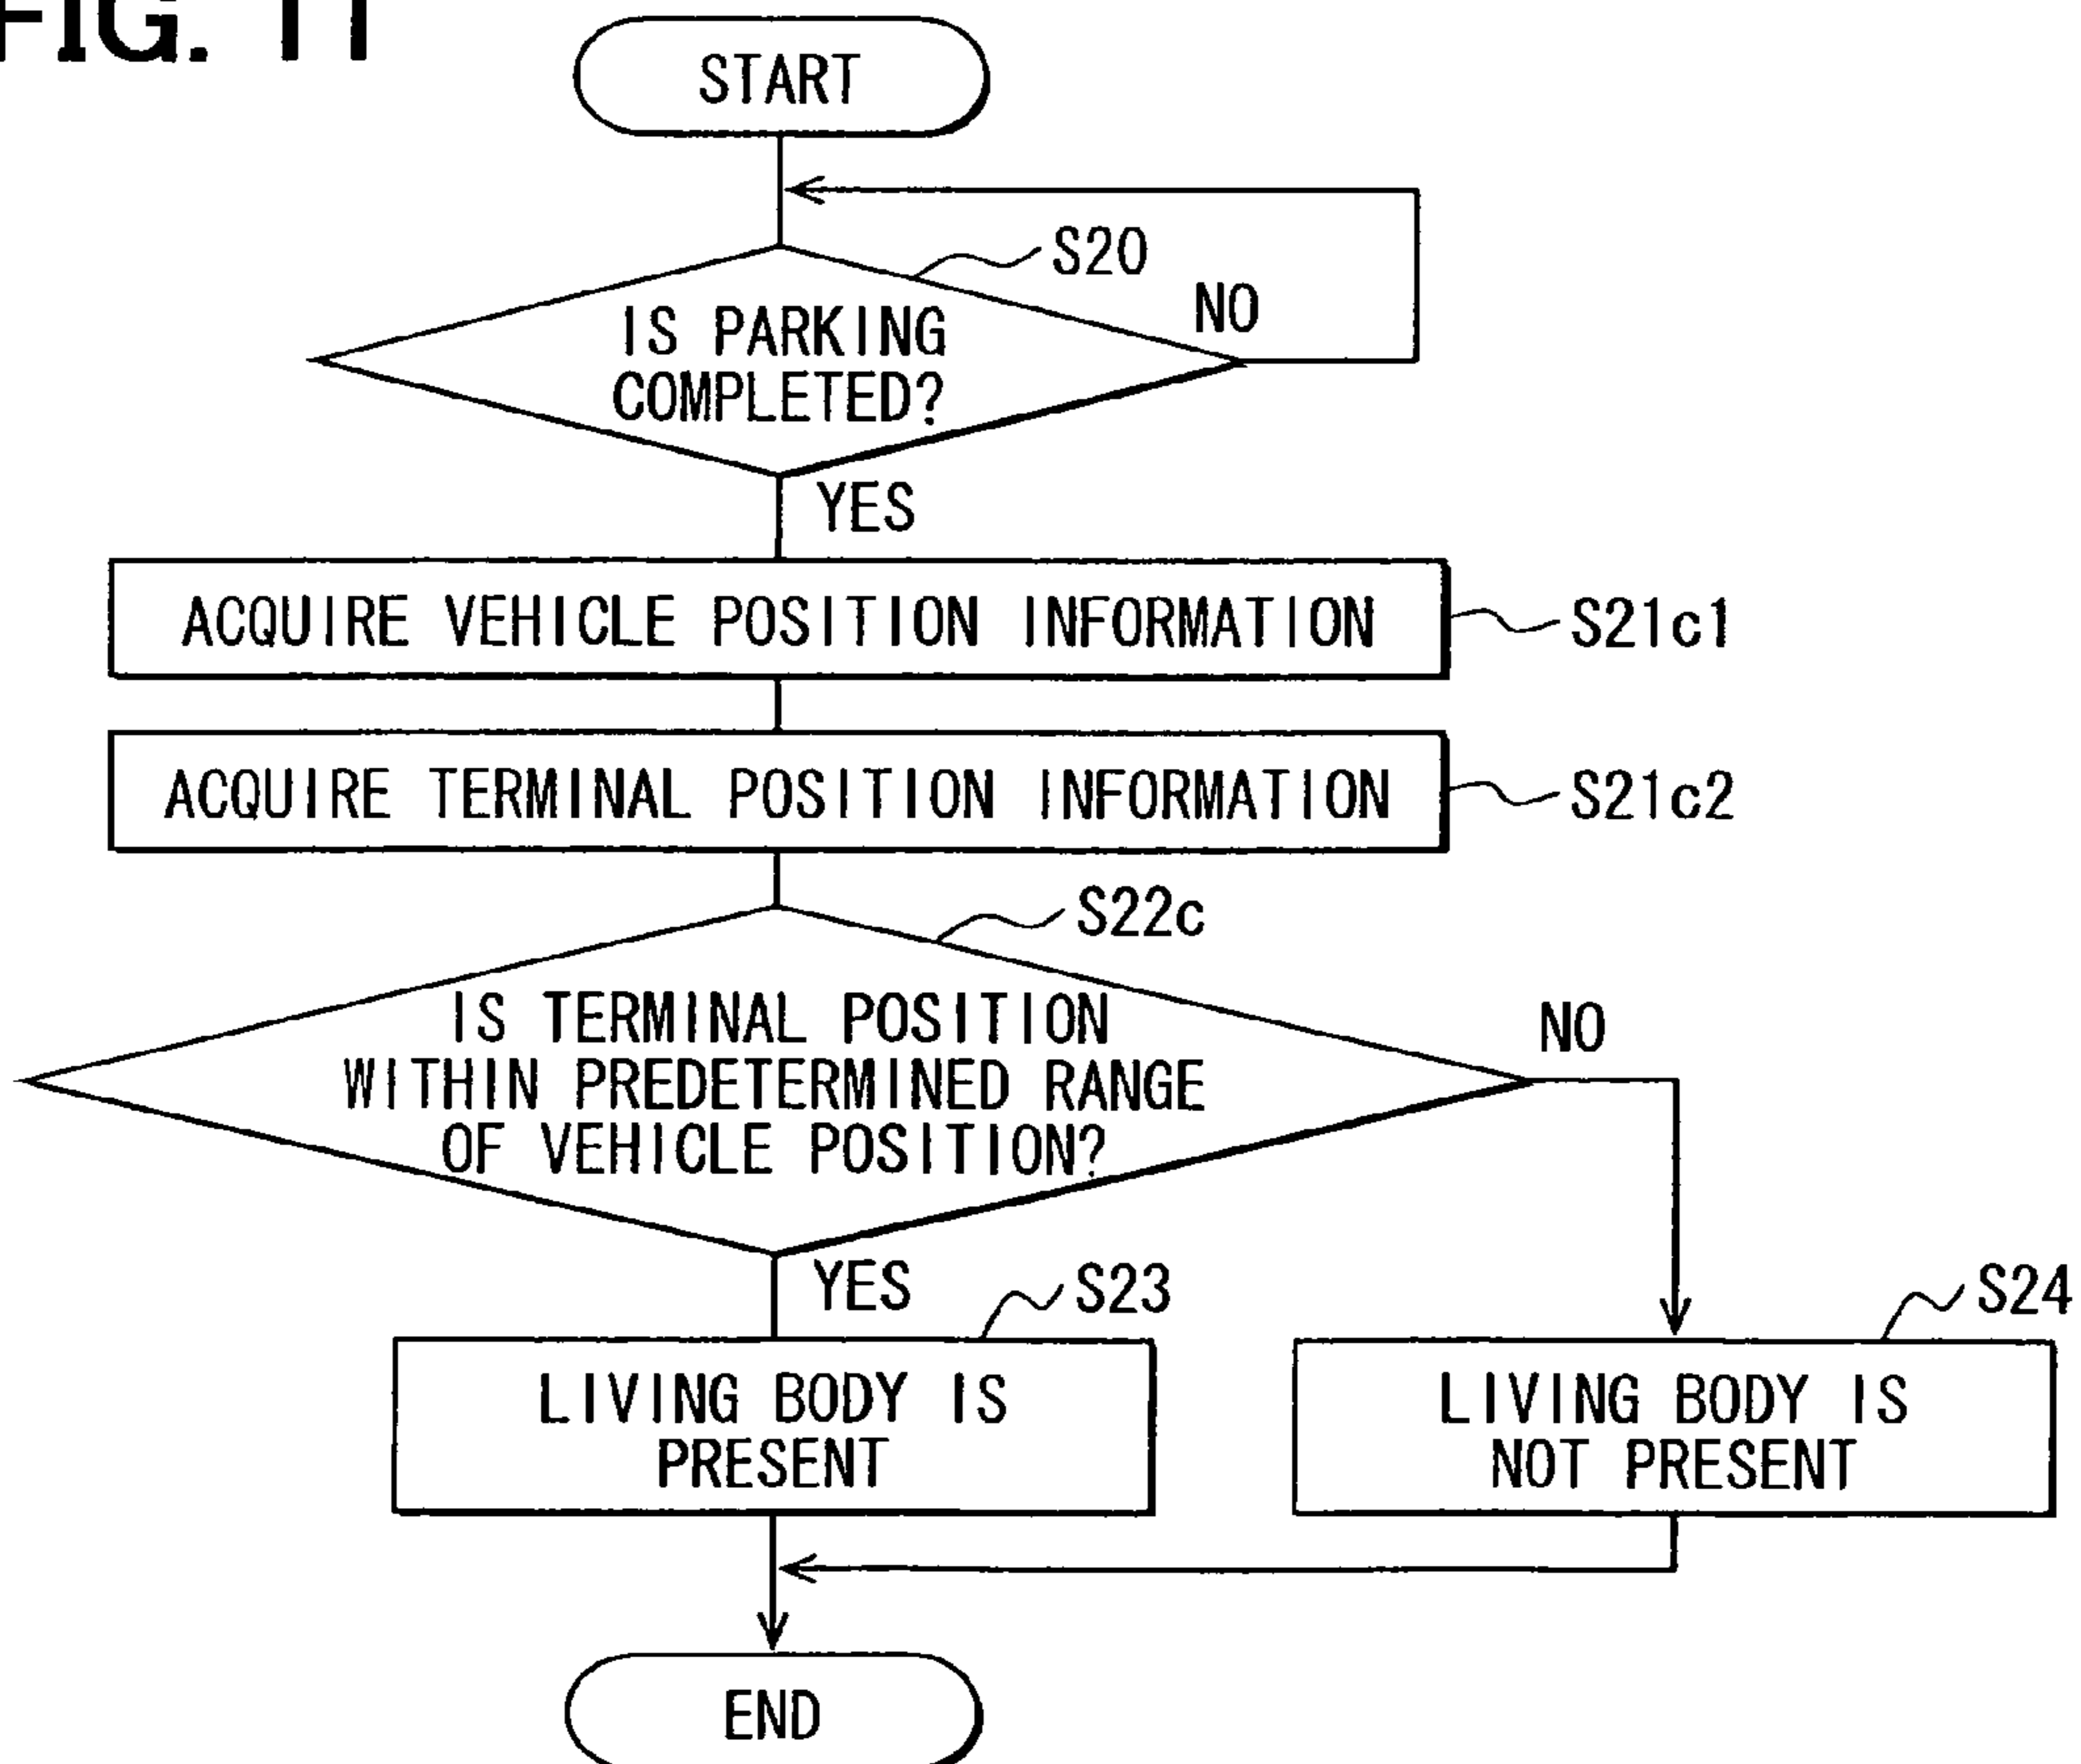 FIG. 11
START
S20
NO
IS PARKING
COMPLETED?
YES
ACQUIRE VEHICLE POSITION INFORMATION
S21c1
ACQUIRE TERMINAL POSITION INFORMATION
S21c2
S22c
IS TERMINAL POSITION
WITHIN PREDETERMINED RANGE
OF VEHICLE POSITION?
NO
YES
S23
S24
LIVING BODY IS
PRESENT
LIVING BODY IS
NOT PRESENT
END